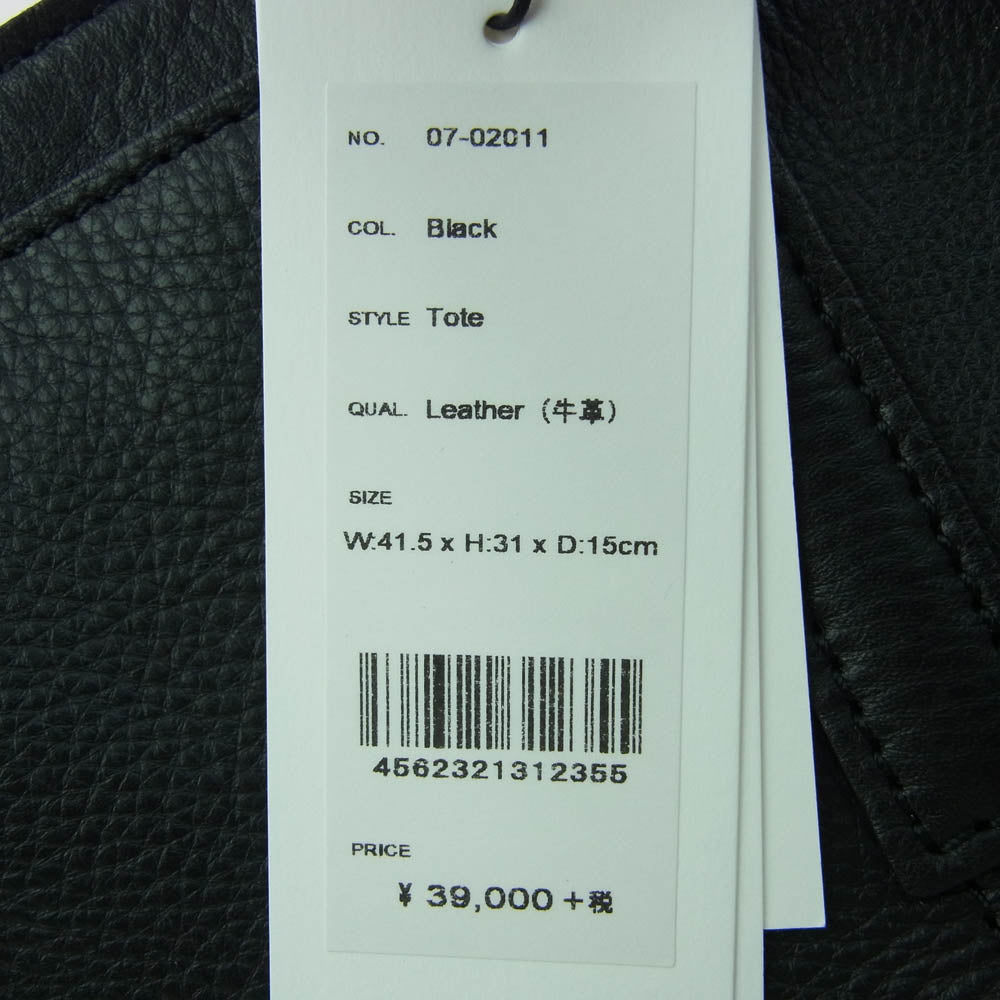 NO. 07-02011
COL. Black
STYLE Tote
QUAL. Leather (牛革)
SIZE
W:41.5 x H:31 x D:15cm
4562321312355
PRICE
¥ 39,000 +税